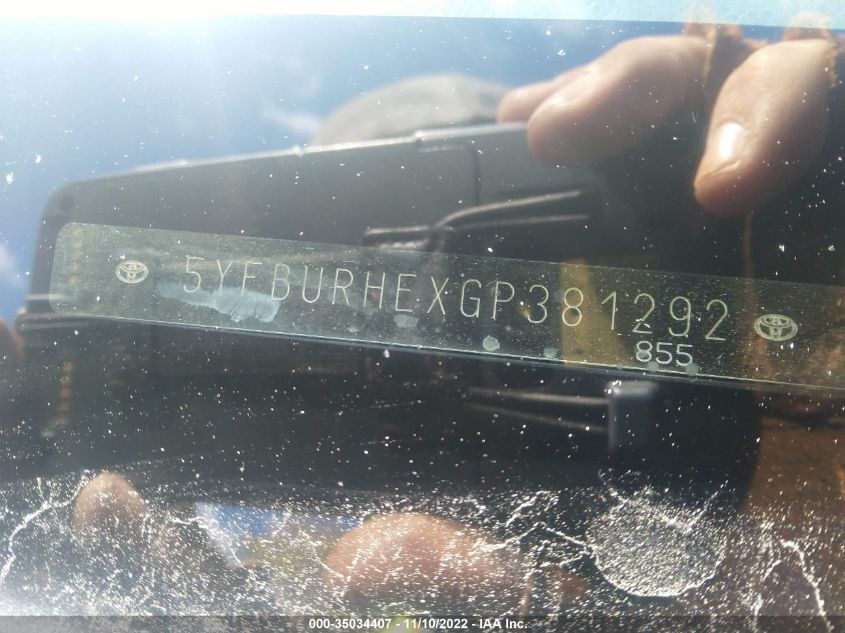 5YFBURHEXGP381292
855
000-35034407 - 11/10/2022 - IAA Inc.